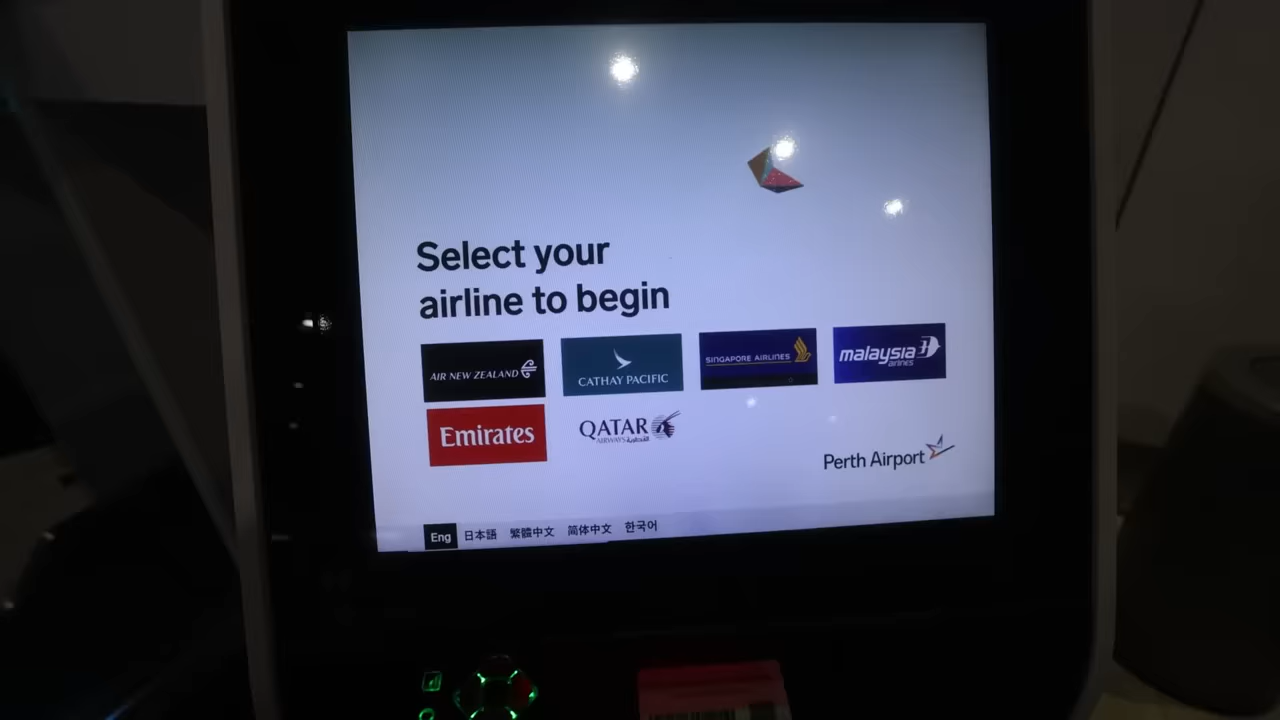 Select your
airline to begin
AIR NEW ZEALAND
CATHAY PACIFIC
SINGAPORE AIRLINES
malaysia
airlines
Emirates
QATAR
AIRWAYS القطرية
Perth Airport
Eng 日本語 繁體中文 简体中文 한국어